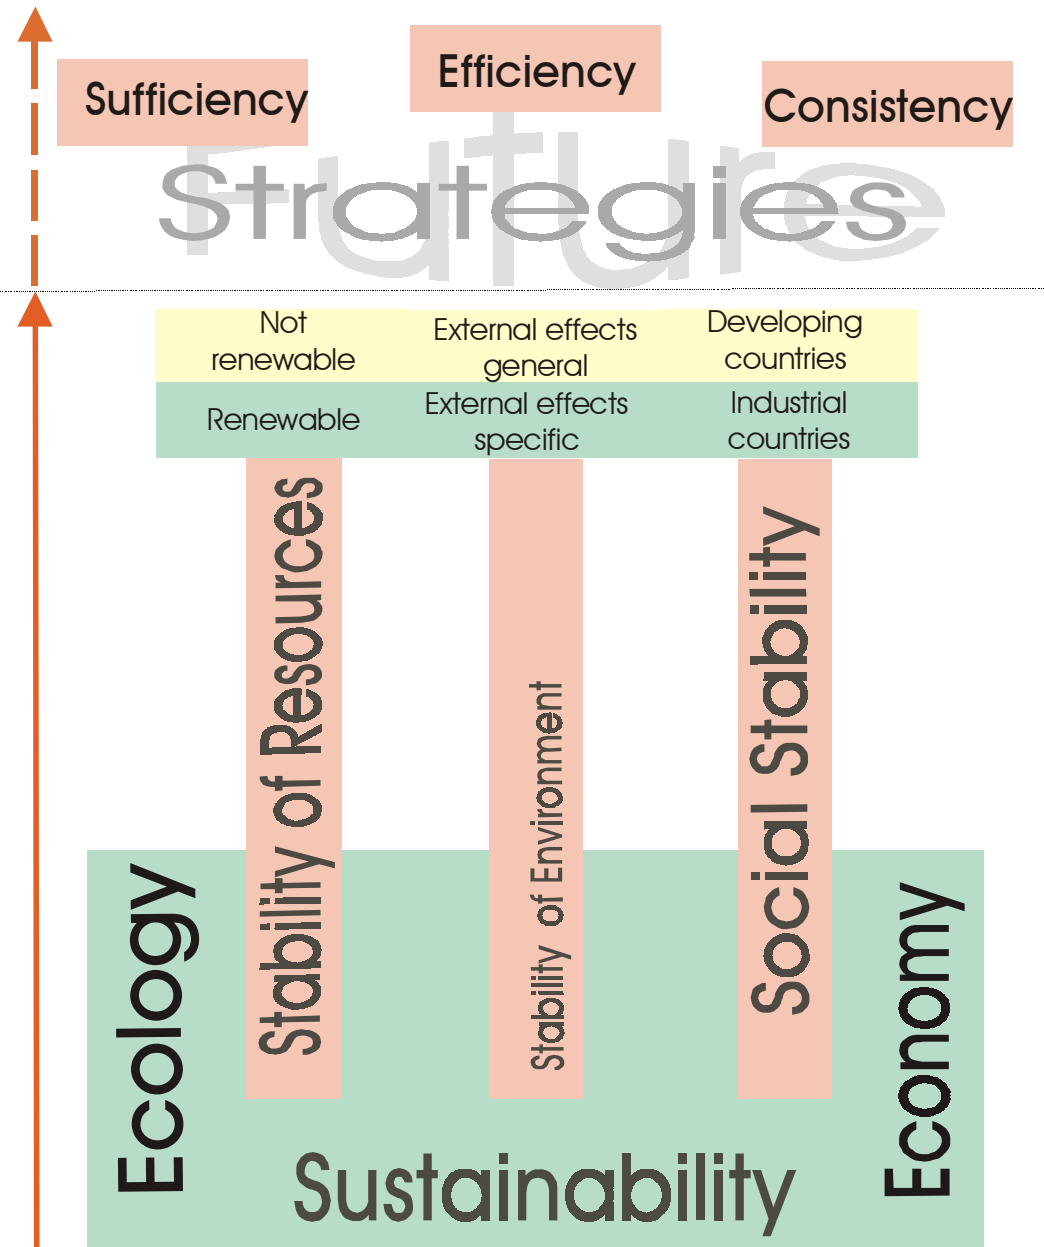 Sufficiency
Efficiency
Consistency
Future
Strategies
Not
renewable
External effects
general
Developing
countries
Renewable
External effects
specific
Industrial
countries
Stability of Resources
Stability of Environment
Social Stability
Ecology
Economy
Sustainability